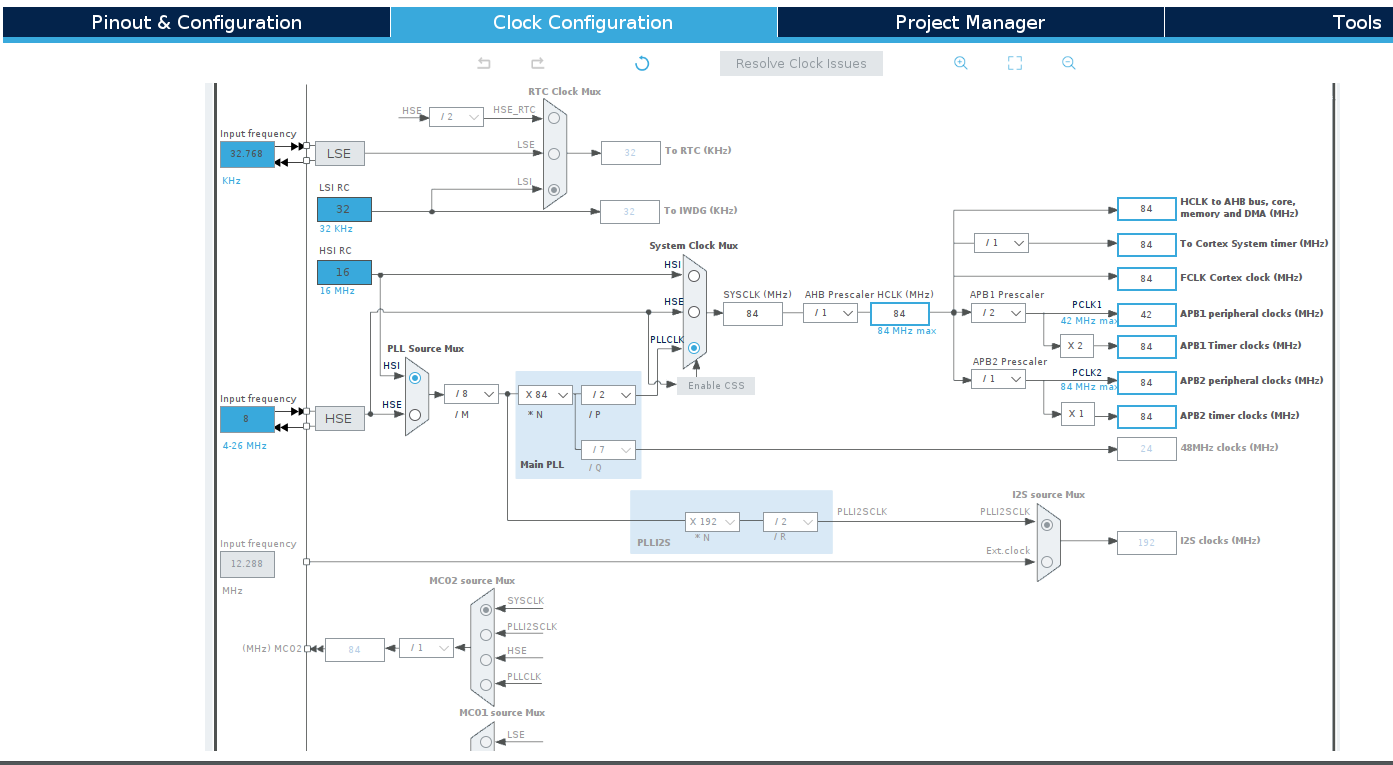 Pinout & Configuration
Clock Configuration
Project Manager
Tools
Resolve Clock Issues
RTC Clock Mux
HSE
/ 2
HSE_RTC
Input frequency
32.768
KHz
LSE
LSE
32
To RTC (KHz)
LSI
LSI RC
32
32 KHz
32
To IWDG (KHz)
HSI RC
16
16 MHz
System Clock Mux
HSI
HSE
PLLCLK
Enable CSS
SYSCLK (MHz)
84
AHB Prescaler
/ 1
HCLK (MHz)
84
84 MHz max
84
HCLK to AHB bus, core,
memory and DMA (MHz)
/ 1
84
To Cortex System timer (MHz)
84
FCLK Cortex clock (MHz)
APB1 Prescaler
/ 2
PCLK1
42 MHz max
42
APB1 peripheral clocks (MHz)
X 2
84
APB1 Timer clocks (MHz)
APB2 Prescaler
/ 1
PCLK2
84 MHz max
84
APB2 peripheral clocks (MHz)
X 1
84
APB2 timer clocks (MHz)
PLL Source Mux
HSI
HSE
/ 8
/ M
X 84
* N
/ 2
/ P
/ 7
/ Q
Main PLL
24
48MHz clocks (MHz)
Input frequency
8
4-26 MHz
HSE
PLLI2S
X 192
* N
/ 2
/ R
PLLI2SCLK
I2S source Mux
PLLI2SCLK
Ext.clock
192
I2S clocks (MHz)
Input frequency
12.288
MHz
MCO2 source Mux
SYSCLK
PLLI2SCLK
HSE
PLLCLK
(MHz) MCO2
84
/ 1
MCO1 source Mux
LSE